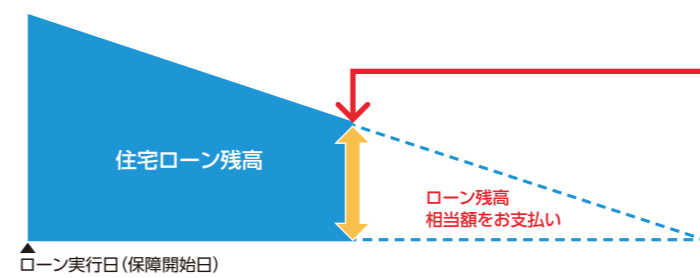 住宅ローン残高
ローン残高
相当額をお支払い
ローン実行日(保障開始日)